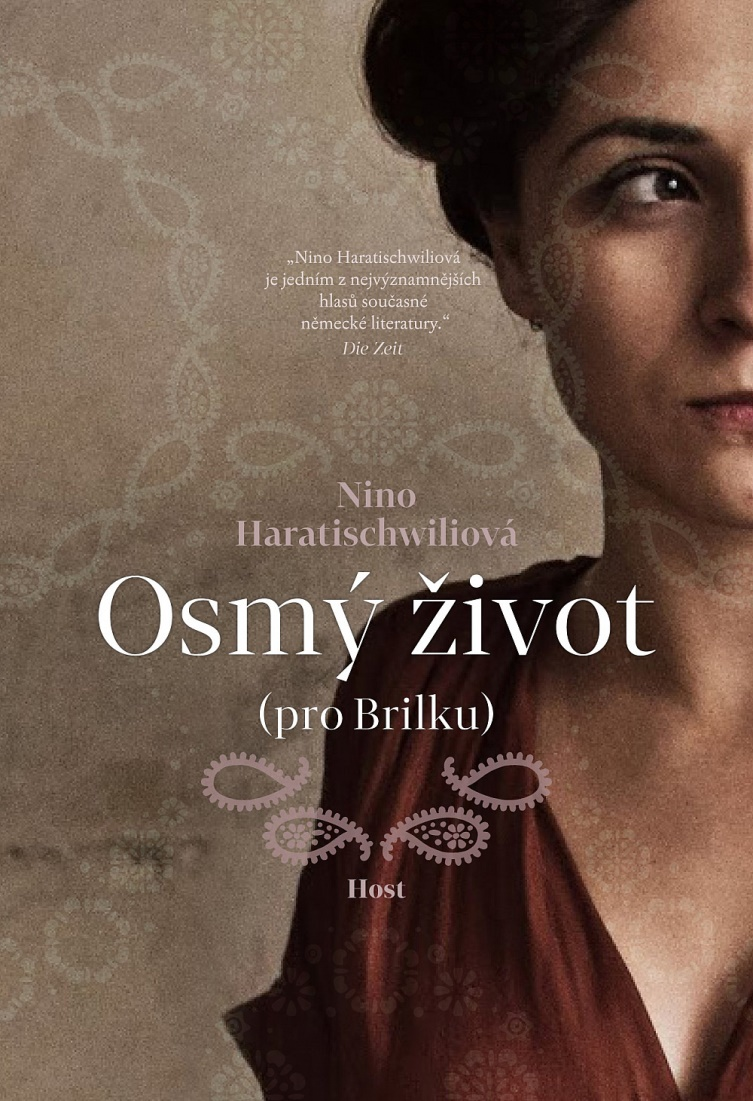 „Nino Haratischwiliová
je jedním z nejvýznamnějších
hlasů současné
německé literatury.“
Die Zeit
Nino
Haratischwiliová
Osmý život
(pro Brilku)
Host